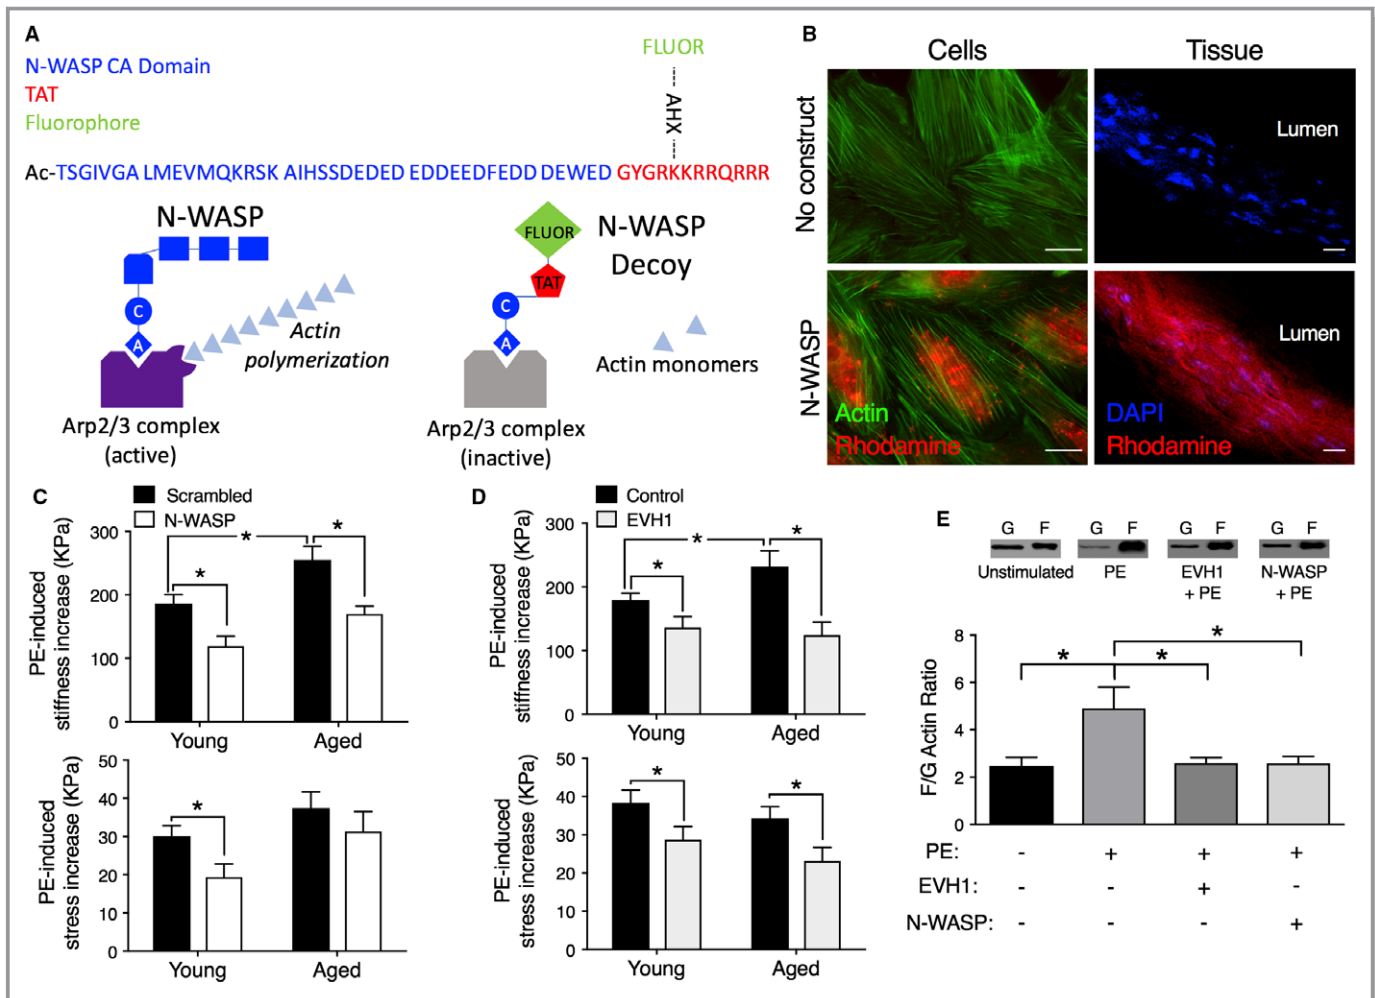 A
N-WASP CA Domain
TAT
Fluorophore
FLUOR
AHX
Ac-TSGIVGA LMEVMQKRSK AIHSSDEDED EDDEEDFEDD DEWED GYGRKKRRQRRR
N-WASP
C
A
Actin
polymerization
Arp2/3 complex
(active)
FLUOR
TAT
C
A
N-WASP
Decoy
Actin monomers
Arp2/3 complex
(inactive)
B
Cells
Tissue
No construct
Lumen
N-WASP
Actin
Rhodamine
Lumen
DAPI
Rhodamine
C
Scrambled
N-WASP
PE-induced
stiffness increase (KPa)
300
200
100
0
*
*
*
Young
Aged
PE-induced
stress increase (KPa)
50
40
30
20
10
0
*
Young
Aged
D
Control
EVH1
PE-induced
stiffness increase (KPa)
300
200
100
0
*
*
*
Young
Aged
PE-induced
stress increase (KPa)
50
40
30
20
10
0
*
*
Young
Aged
E
G F G F G F G F
Unstimulated PE EVH1 N-WASP
+ PE + PE
F/G Actin Ratio
8
6
4
2
0
*
*
*
PE: - + + +
EVH1: - - + -
N-WASP: - - - +